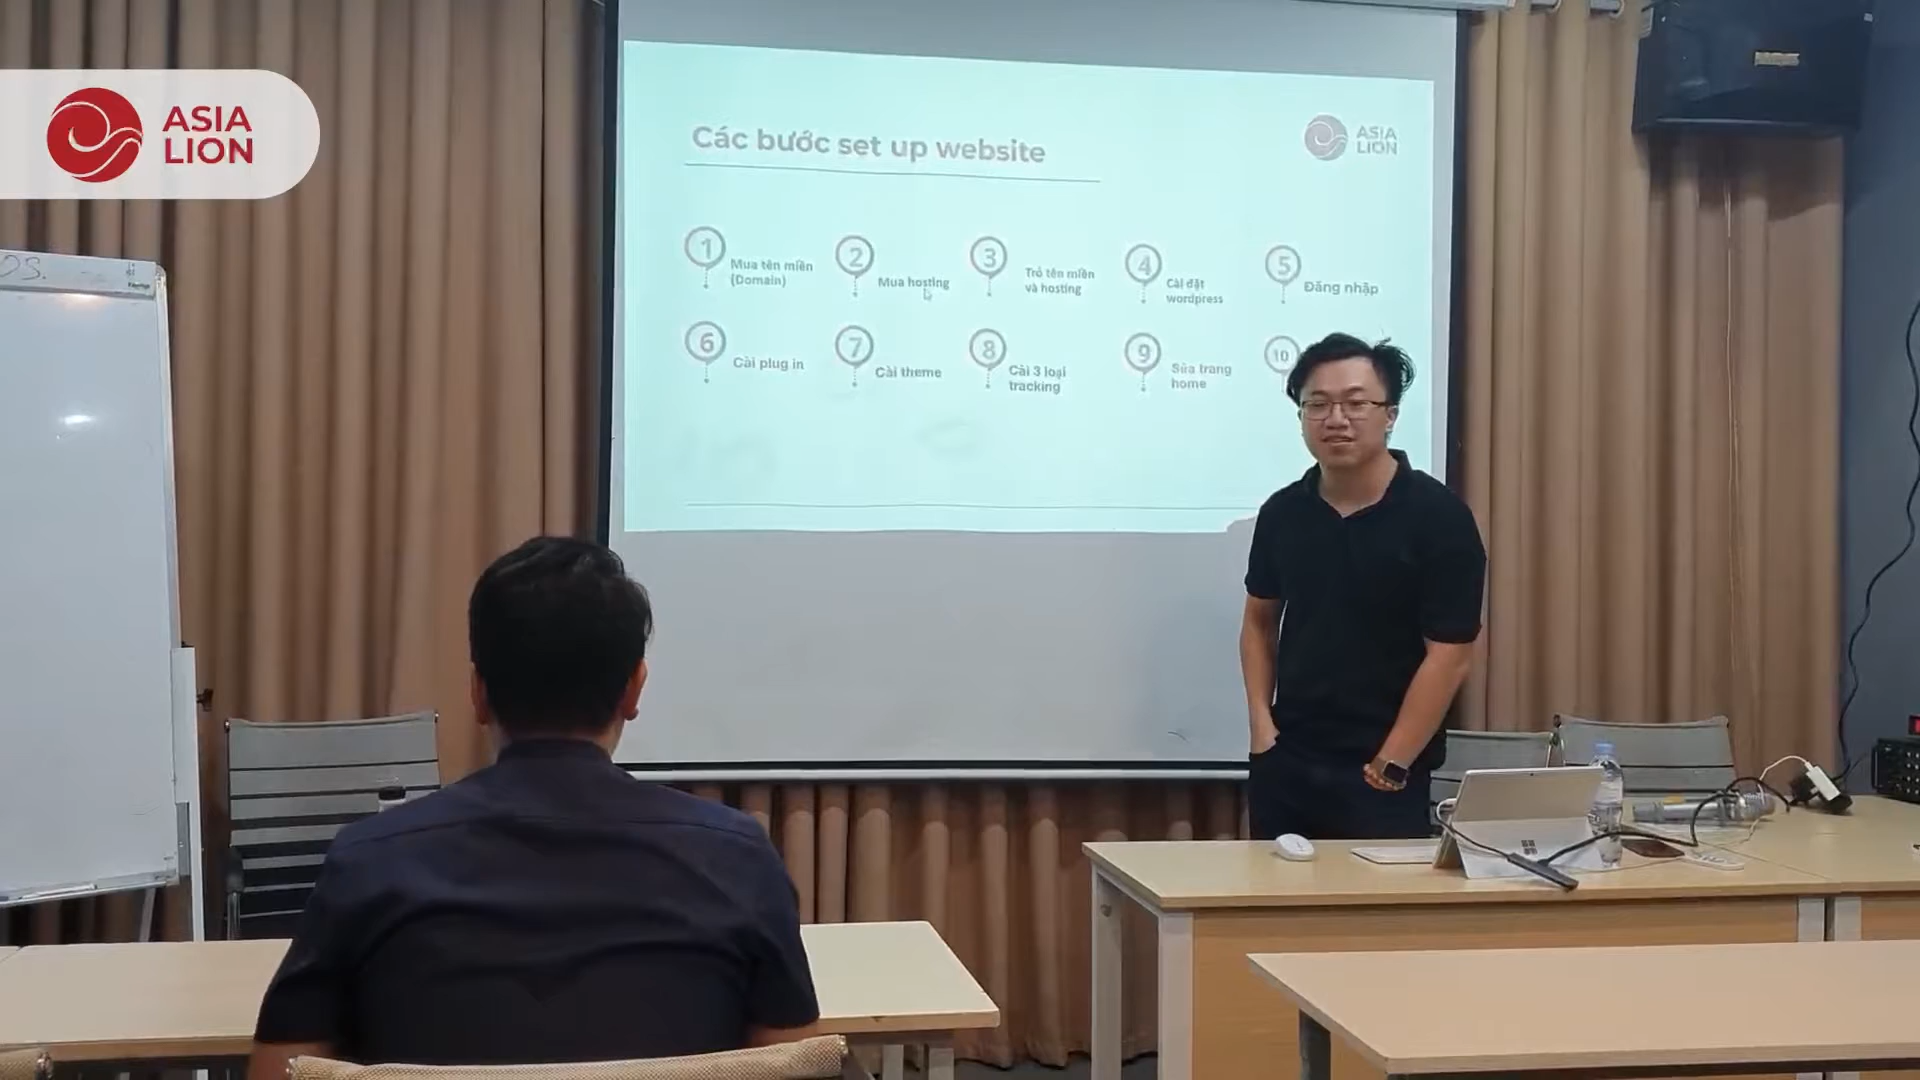 ASIA
LION
Các bước set up website
ASIA
LION
1
Mua tên miền
(Domain)
2
Mua hosting
3
Trỏ tên miền
và hosting
4
Cài đặt
wordpress
5
Đăng nhập
6
Cài plug in
7
Cài theme
8
Cài 3 loại
tracking
9
Sửa trang
home
10